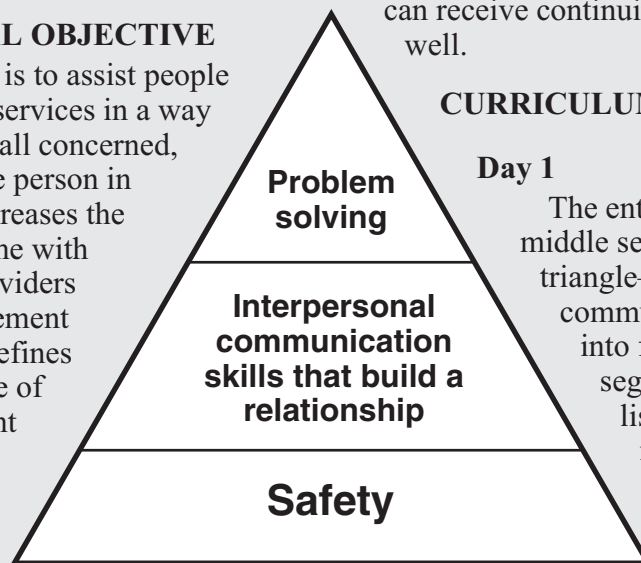 L OBJECTIVE
is to assist people
services in a way
all concerned,
person in
reases the
ne with
viders
ement
efines
e of
nt
Problem
solving
Interpersonal
communication
skills that build a
relationship
Safety
can receive continui
well.
CURRICULUM
Day 1
The ent
middle se
triangle–
commu
into
seg
lis